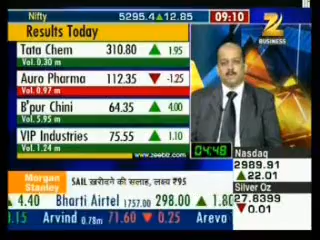 Nifty 5295.4 ▲ 12.85 09:10
Results Today
Tata Chem 310.80 ▲ 1.95
Vol. 0.30 m
Auro Pharma 112.35 ▼ -1.25
Vol. 0.97 m
B'pur Chini 64.35 ▲ 4.00
Vol. 5.95 m
VIP Industries 75.55 ▲ 1.10
Vol. 1.24 m
www.zeebiz.com
Z
BUSINESS
04:48
Nasdaq
2989.91
▲ 22.01
Silver Oz
27.6399
▼ 0.01
Morgan Stanley
SAIL ख़रीदने की सलाह, लक्ष्य ₹95
▲ 4.40 Bharti Airtel 1757.00 298.00 ▲ 1.80
1.15 Arvind 0.78m 71.60 ▼ -0.25 Areva